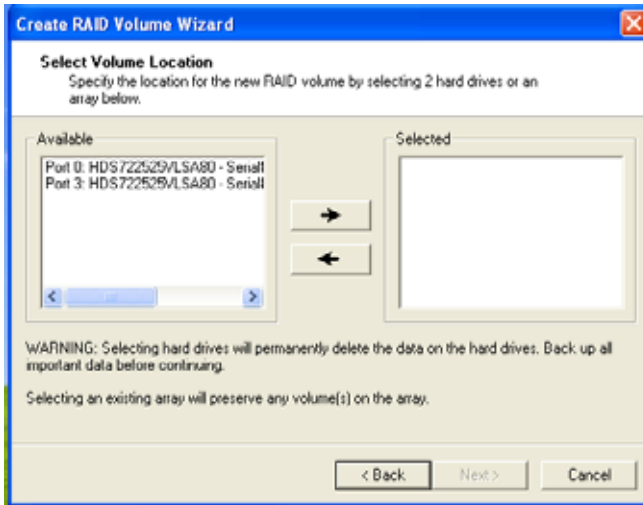 Create RAID Volume Wizard
Select Volume Location
Specify the location for the new RAID volume by selecting 2 hard drives or an
array below.
Available
Selected
Port 0: HDS722525VLSA80 - Serial#
Port 3: HDS722525VLSA80 - Serial#
WARNING: Selecting hard drives will permanently delete the data on the hard drives. Back up all
important data before continuing.
Selecting an existing array will preserve any volume(s) on the array.
< Back
Next >
Cancel